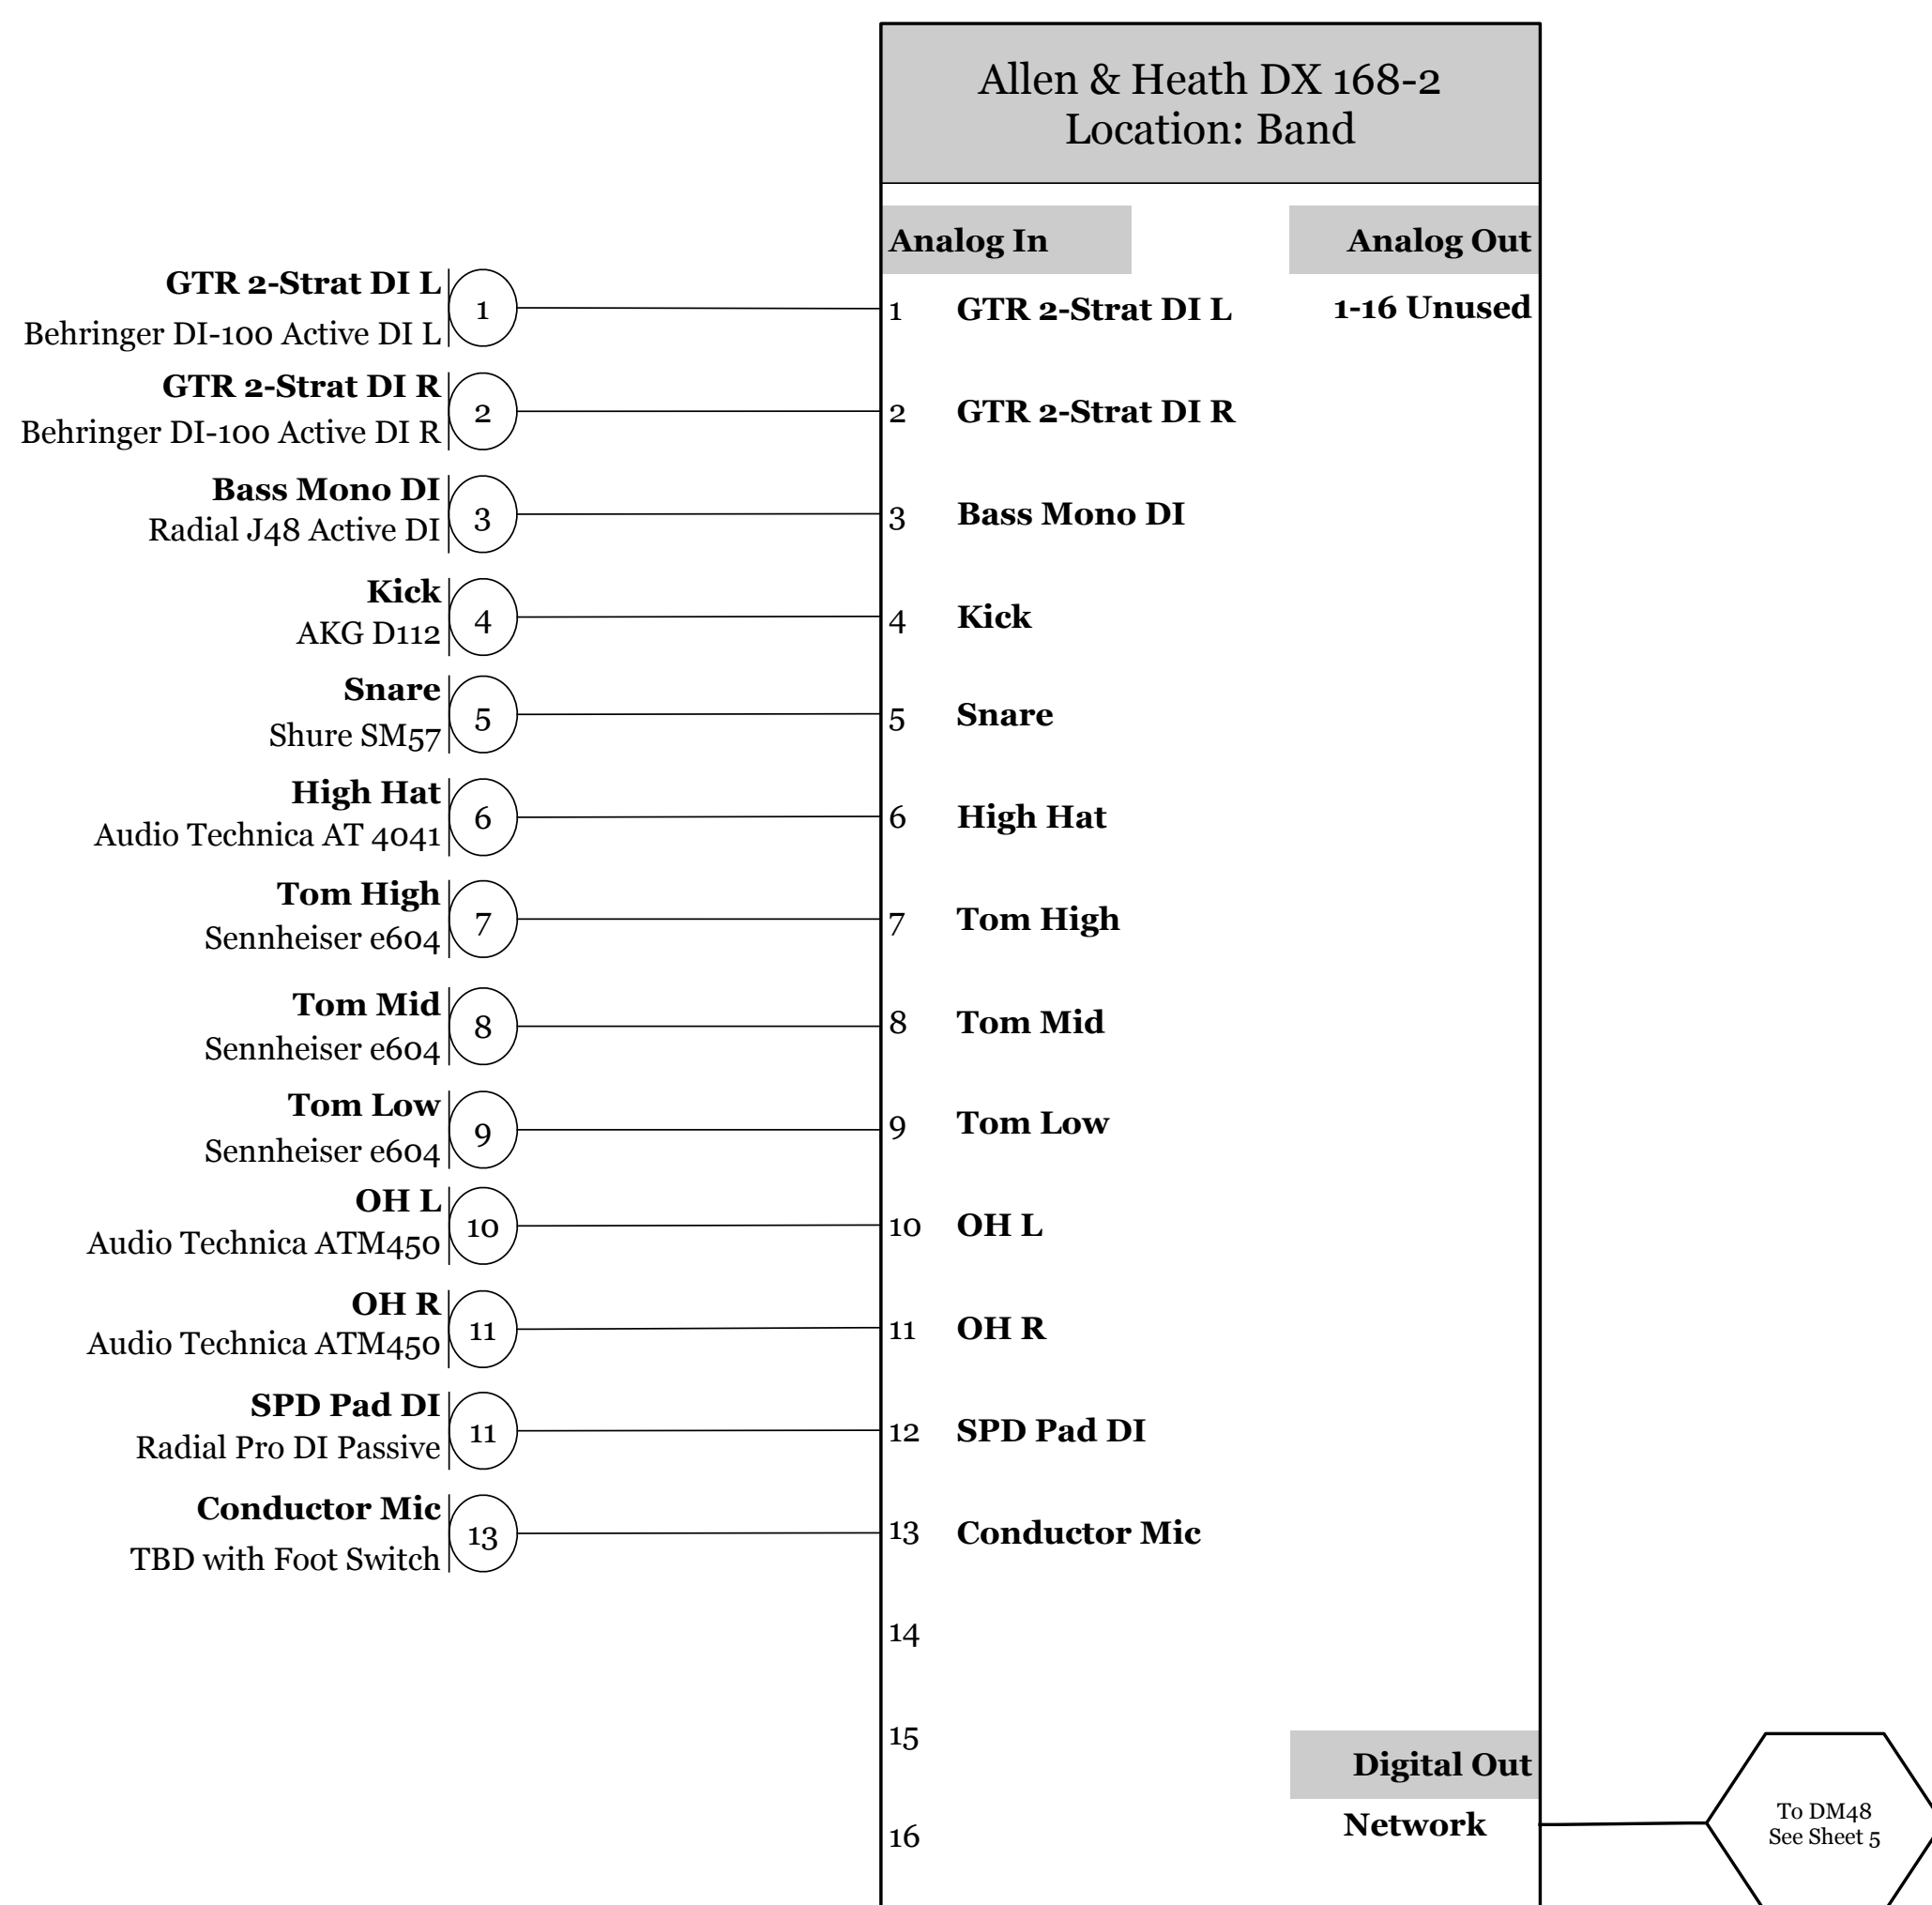 Allen & Heath DX 168-2
Location: Band
Analog In
Analog Out
GTR 2-Strat DI L
Behringer DI-100 Active DI L
1
1
GTR 2-Strat DI L
1-16 Unused
GTR 2-Strat DI R
Behringer DI-100 Active DI R
2
2
GTR 2-Strat DI R
Bass Mono DI
Radial J48 Active DI
3
3
Bass Mono DI
Kick
AKG D112
4
4
Kick
Snare
Shure SM57
5
5
Snare
High Hat
Audio Technica AT 4041
6
6
High Hat
Tom High
Sennheiser e604
7
7
Tom High
Tom Mid
Sennheiser e604
8
8
Tom Mid
Tom Low
Sennheiser e604
9
9
Tom Low
OH L
Audio Technica ATM450
10
10
OH L
OH R
Audio Technica ATM450
11
11
OH R
SPD Pad DI
Radial Pro DI Passive
11
12
SPD Pad DI
Conductor Mic
TBD with Foot Switch
13
13
Conductor Mic
14
15
Digital Out
16
Network
To DM48
See Sheet 5